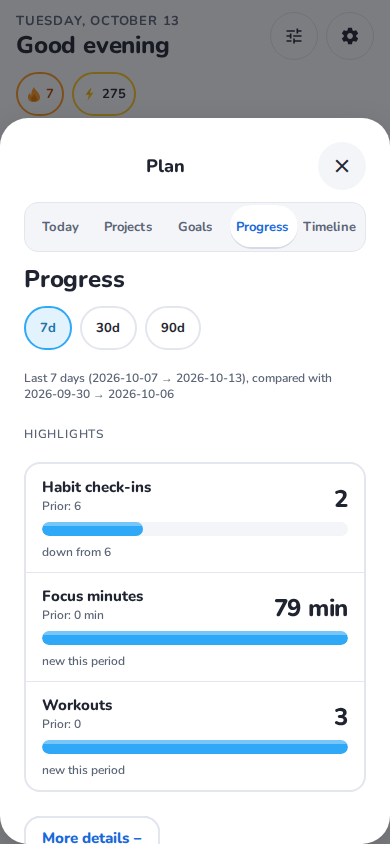 TUESDAY, OCTOBER 13
Good evening
7
275
Plan
Today Projects Goals Progress Timeline
Progress
7d 30d 90d
Last 7 days (2026-10-07 → 2026-10-13), compared with
2026-09-30 → 2026-10-06
HIGHLIGHTS
Habit check-ins
2
Prior: 6
down from 6
Focus minutes
79 min
Prior: 0 min
new this period
Workouts
3
Prior: 0
new this period
More details –